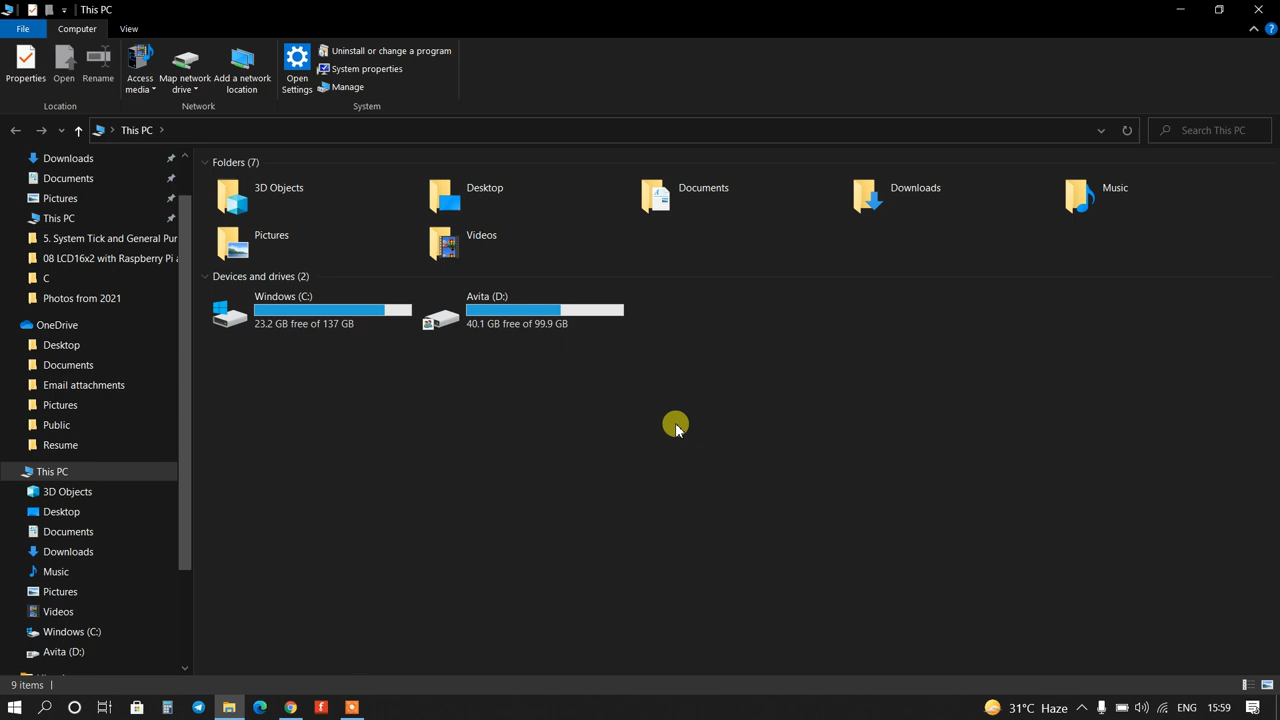 This PC
File
Computer
View
Properties
Open
Rename
Access media
Map network drive
Add a network location
Open Settings
Uninstall or change a program
System properties
Manage
Location
Network
System
This PC
Search This PC
Downloads
Documents
Pictures
This PC
5. System Tick and General Pur
08 LCD16x2 with Raspberry Pi a
C
Photos from 2021
OneDrive
Desktop
Documents
Email attachments
Pictures
Public
Resume
This PC
3D Objects
Desktop
Documents
Downloads
Music
Pictures
Videos
Windows (C:)
Avita (D:)
Folders (7)
3D Objects
Desktop
Documents
Downloads
Music
Pictures
Videos
Devices and drives (2)
Windows (C:)
23.2 GB free of 137 GB
Avita (D:)
40.1 GB free of 99.9 GB
9 items
31°C Haze
ENG
15:59